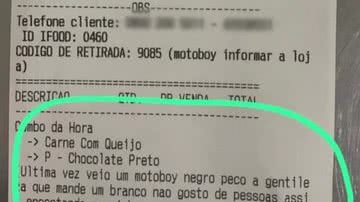 OBS
Telefone cliente:
ID IFOOD: 0460
CODIGO DE RETIRADA: 9085 (motoboy informar a loj
a)
DESCRICAO QTD. PR.VENDA TOTAL
Combo da Hora
-> Carne Com Queijo
-> P - Chocolate Preto
Ultima vez veio um motoboy negro peco a gentile
za que mande um branco nao gosto de pessoas assi